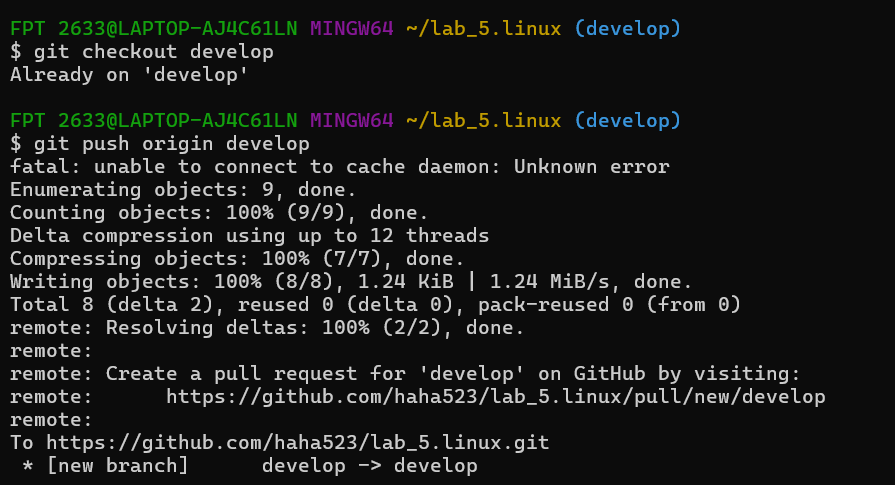 FPT 2633@LAPTOP-AJ4C61LN MINGW64 ~/lab_5.linux (develop)
$ git checkout develop
Already on 'develop'

FPT 2633@LAPTOP-AJ4C61LN MINGW64 ~/lab_5.linux (develop)
$ git push origin develop
fatal: unable to connect to cache daemon: Unknown error
Enumerating objects: 9, done.
Counting objects: 100% (9/9), done.
Delta compression using up to 12 threads
Compressing objects: 100% (7/7), done.
Writing objects: 100% (8/8), 1.24 KiB | 1.24 MiB/s, done.
Total 8 (delta 2), reused 0 (delta 0), pack-reused 0 (from 0)
remote: Resolving deltas: 100% (2/2), done.
remote:
remote: Create a pull request for 'develop' on GitHub by visiting:
remote:      https://github.com/haha523/lab_5.linux/pull/new/develop
remote:
To https://github.com/haha523/lab_5.linux.git
 * [new branch]      develop -> develop